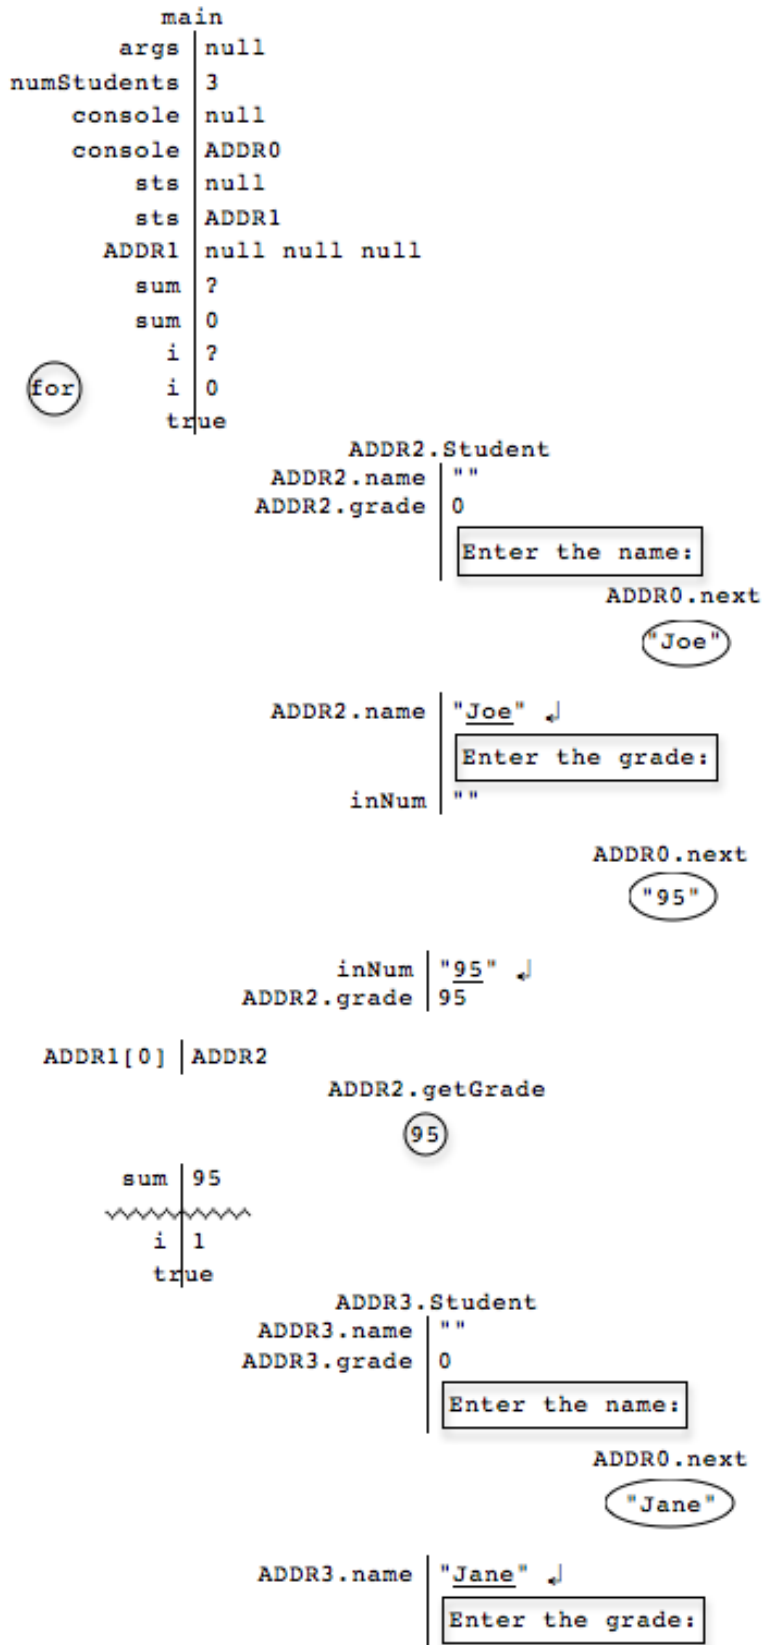 main
args null
numStudents 3
console null
console ADDR0
sts null
sts ADDR1
ADDR1 null null null
sum ?
sum 0
i ?
for i 0
true
ADDR2.Student
ADDR2.name ""
ADDR2.grade 0
Enter the name:
ADDR0.next
"Joe"
ADDR2.name "Joe" ↲
Enter the grade:
inNum ""
ADDR0.next
"95"
inNum "95" ↲
ADDR2.grade 95
ADDR1[0] ADDR2
ADDR2.getGrade
95
sum 95
i 1
true
ADDR3.Student
ADDR3.name ""
ADDR3.grade 0
Enter the name:
ADDR0.next
"Jane"
ADDR3.name "Jane" ↲
Enter the grade: